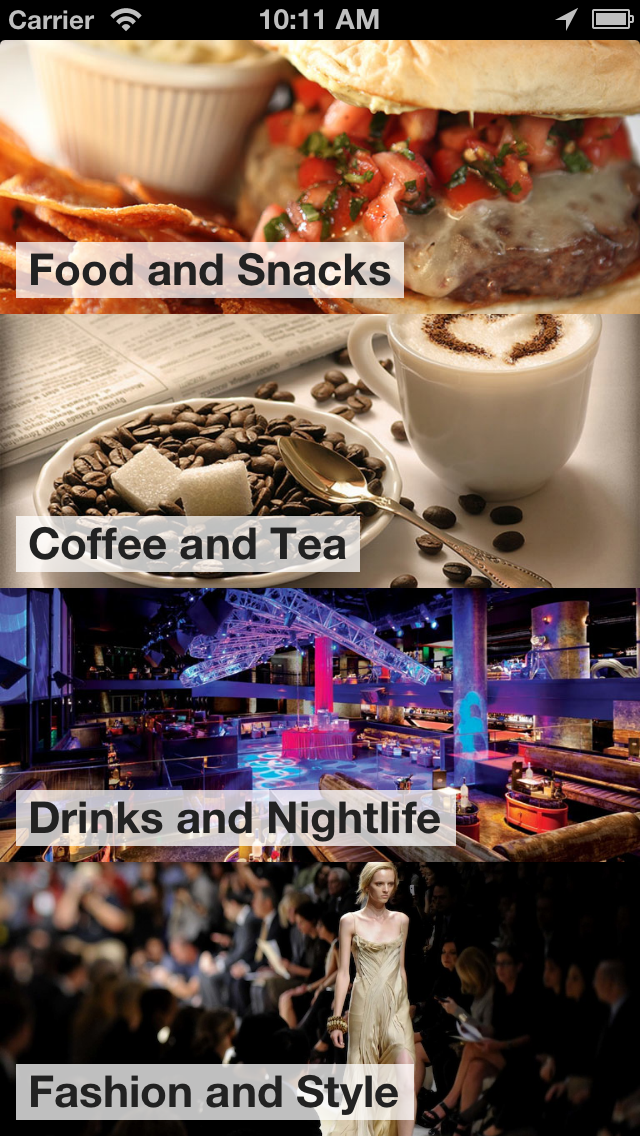 Carrier 10:11 AM
Food and Snacks
Coffee and Tea
Drinks and Nightlife
Fashion and Style